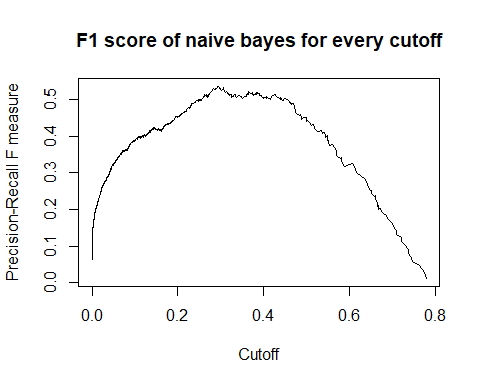 F1 score of naive bayes for every cutoff
Precision-Recall F measure
0.5
0.4
0.3
0.2
0.1
0.0
0.0 0.2 0.4 0.6 0.8
Cutoff